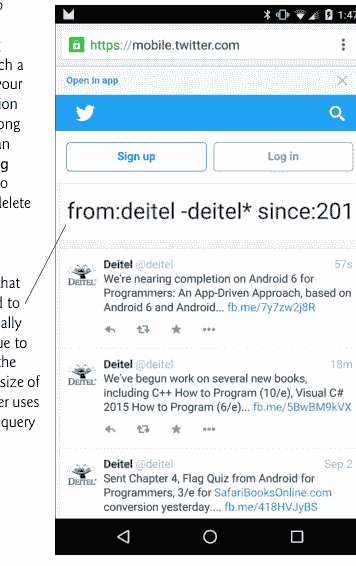 ch a
your
ion
ong
an
g
o
delete
that
d to
ally
ue to
the
size of
er uses
query
1:47
https://mobile.twitter.com
Open in app
Sign up
Log in
from:deitel -deitel* since:201
Deitel @deitel 57s
We're nearing completion on Android 6 for
Programmers: An App-Driven Approach, based on
Android 6 and Android... fb.me/7y7zw2j8R
DEITEL
Deitel @deitel 18m
We've begun work on several new books,
including C++ How to Program (10/e), Visual C#
2015 How to Program (6/e)... fb.me/5BwBM9kVX
DEITEL
Deitel @deitel Sep 2
Sent Chapter 4, Flag Quiz from Android for
Programmers, 3/e for SafariBooksOnline.com
conversion yesterday.... fb.me/418HVJyBS
DEITEL